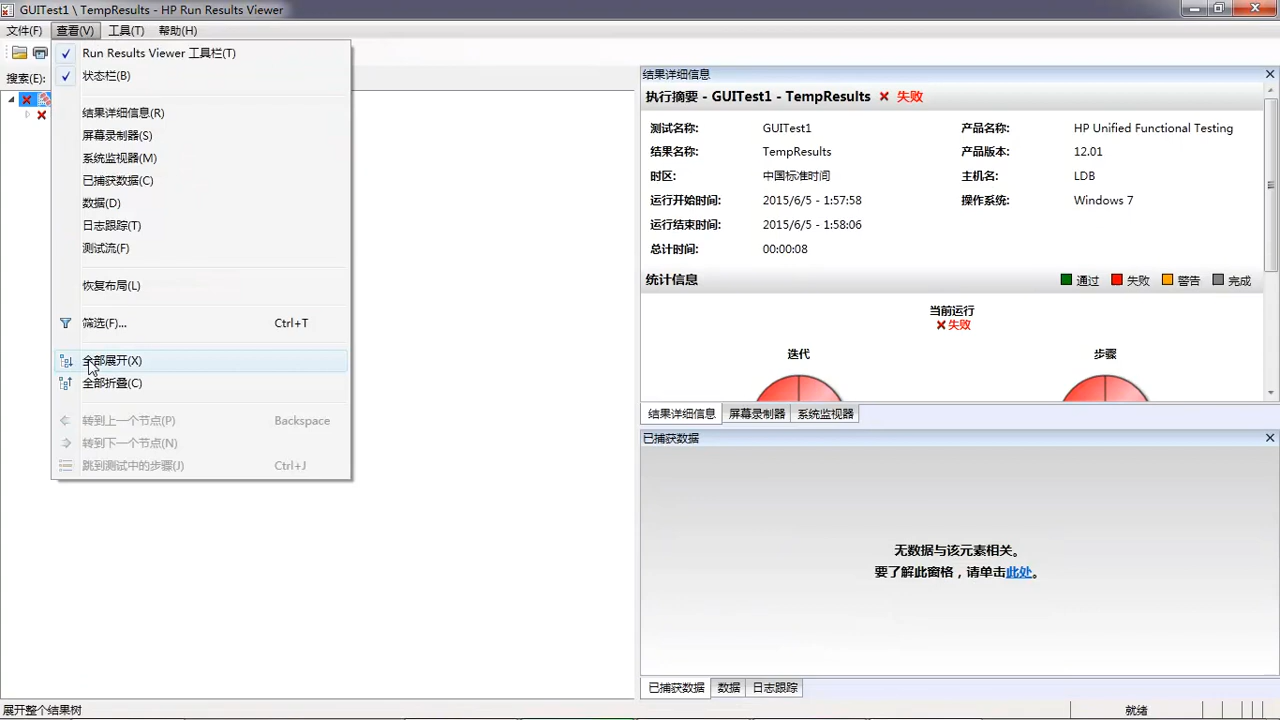 GUITest1 \ TempResults - HP Run Results Viewer
文件(F) 查看(V) 工具(T) 帮助(H)
搜索(E):
Run Results Viewer 工具栏(T)
状态栏(B)
结果详细信息(R)
屏幕录制器(S)
系统监视器(M)
已捕获数据(C)
数据(D)
日志跟踪(T)
测试流(F)
恢复布局(L)
筛选(F)... Ctrl+T
全部展开(X)
全部折叠(C)
转到上一个节点(P) Backspace
转到下一个节点(N)
跳到测试中的步骤(J) Ctrl+J
结果详细信息
执行摘要 - GUITest1 - TempResults 失败
测试名称: GUITest1 产品名称: HP Unified Functional Testing
结果名称: TempResults 产品版本: 12.01
时区: 中国标准时间 主机名: LDB
运行开始时间: 2015/6/5 - 1:57:58 操作系统: Windows 7
运行结束时间: 2015/6/5 - 1:58:06
总计时间: 00:00:08
统计信息 通过 失败 警告 完成
当前运行
失败
迭代 步骤
结果详细信息 屏幕录制器 系统监视器
已捕获数据
无数据与该元素相关。
要了解此窗格，请单击此处。
已捕获数据 数据 日志跟踪
展开整个结果树 就绪